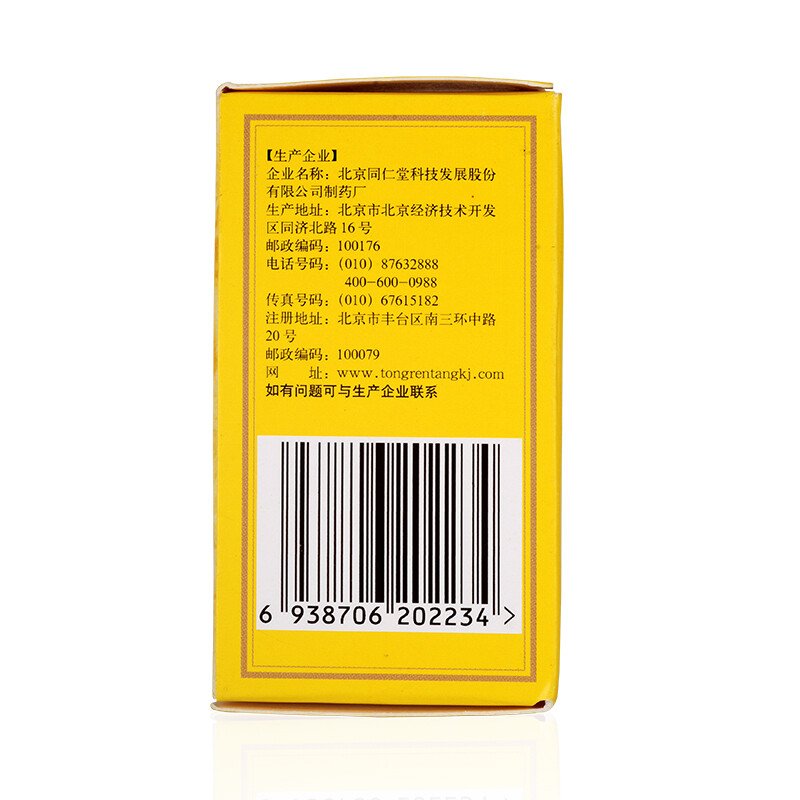 【生产企业】
企业名称：北京同仁堂科技发展股份
有限公司制药厂
生产地址：北京市北京经济技术开发
区同济北路 16 号
邮政编码：100176
电话号码：（010）87632888
400-600-0988
传真号码：（010）67615182
注册地址：北京市丰台区南三环中路
20 号
邮政编码：100079
网　　址：www.tongrentangkj.com
如有问题可与生产企业联系
6 938706 202234 >